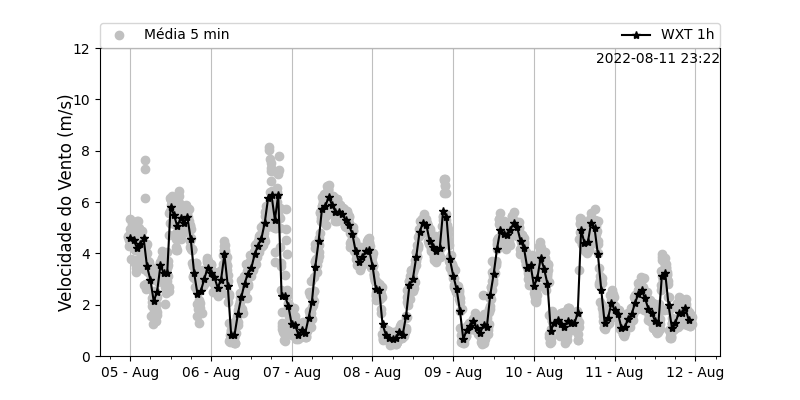 Média 5 min
WXT 1h
2022-08-11 23:22
Velocidade do Vento (m/s)
12
10
8
6
4
2
0
05 - Aug 06 - Aug 07 - Aug 08 - Aug 09 - Aug 10 - Aug 11 - Aug 12 - Aug